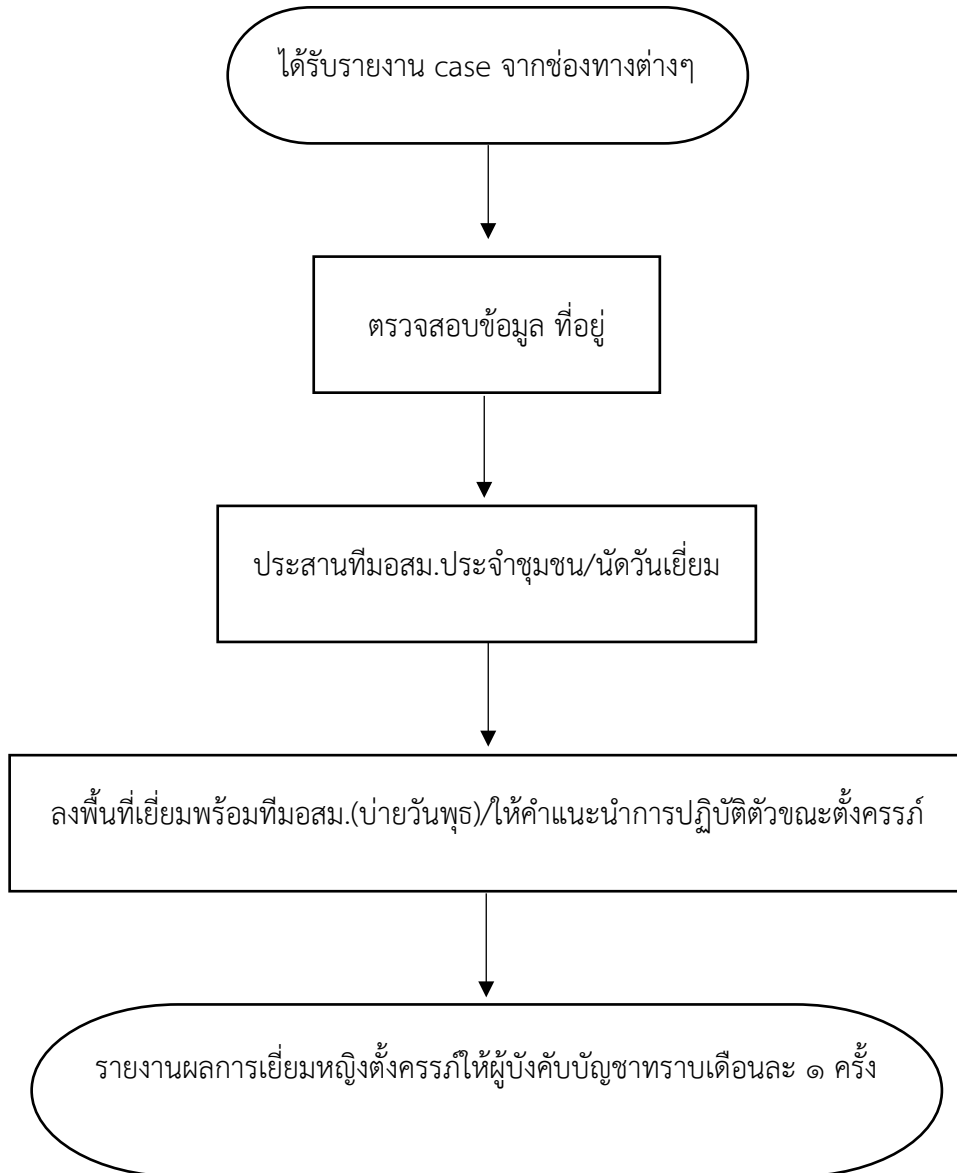 ได้รับรายงาน case จากช่องทางต่างๆ
ตรวจสอบข้อมูล ที่อยู่
ประสานทีมอสม.ประจำชุมชน/นัดวันเยี่ยม
ลงพื้นที่เยี่ยมพร้อมทีมอสม.(บ่ายวันพุธ)/ให้คำแนะนำการปฏิบัติตัวขณะตั้งครรภ์
รายงานผลการเยี่ยมหญิงตั้งครรภ์ให้ผู้บังคับบัญชาทราบเดือนละ ๑ ครั้ง